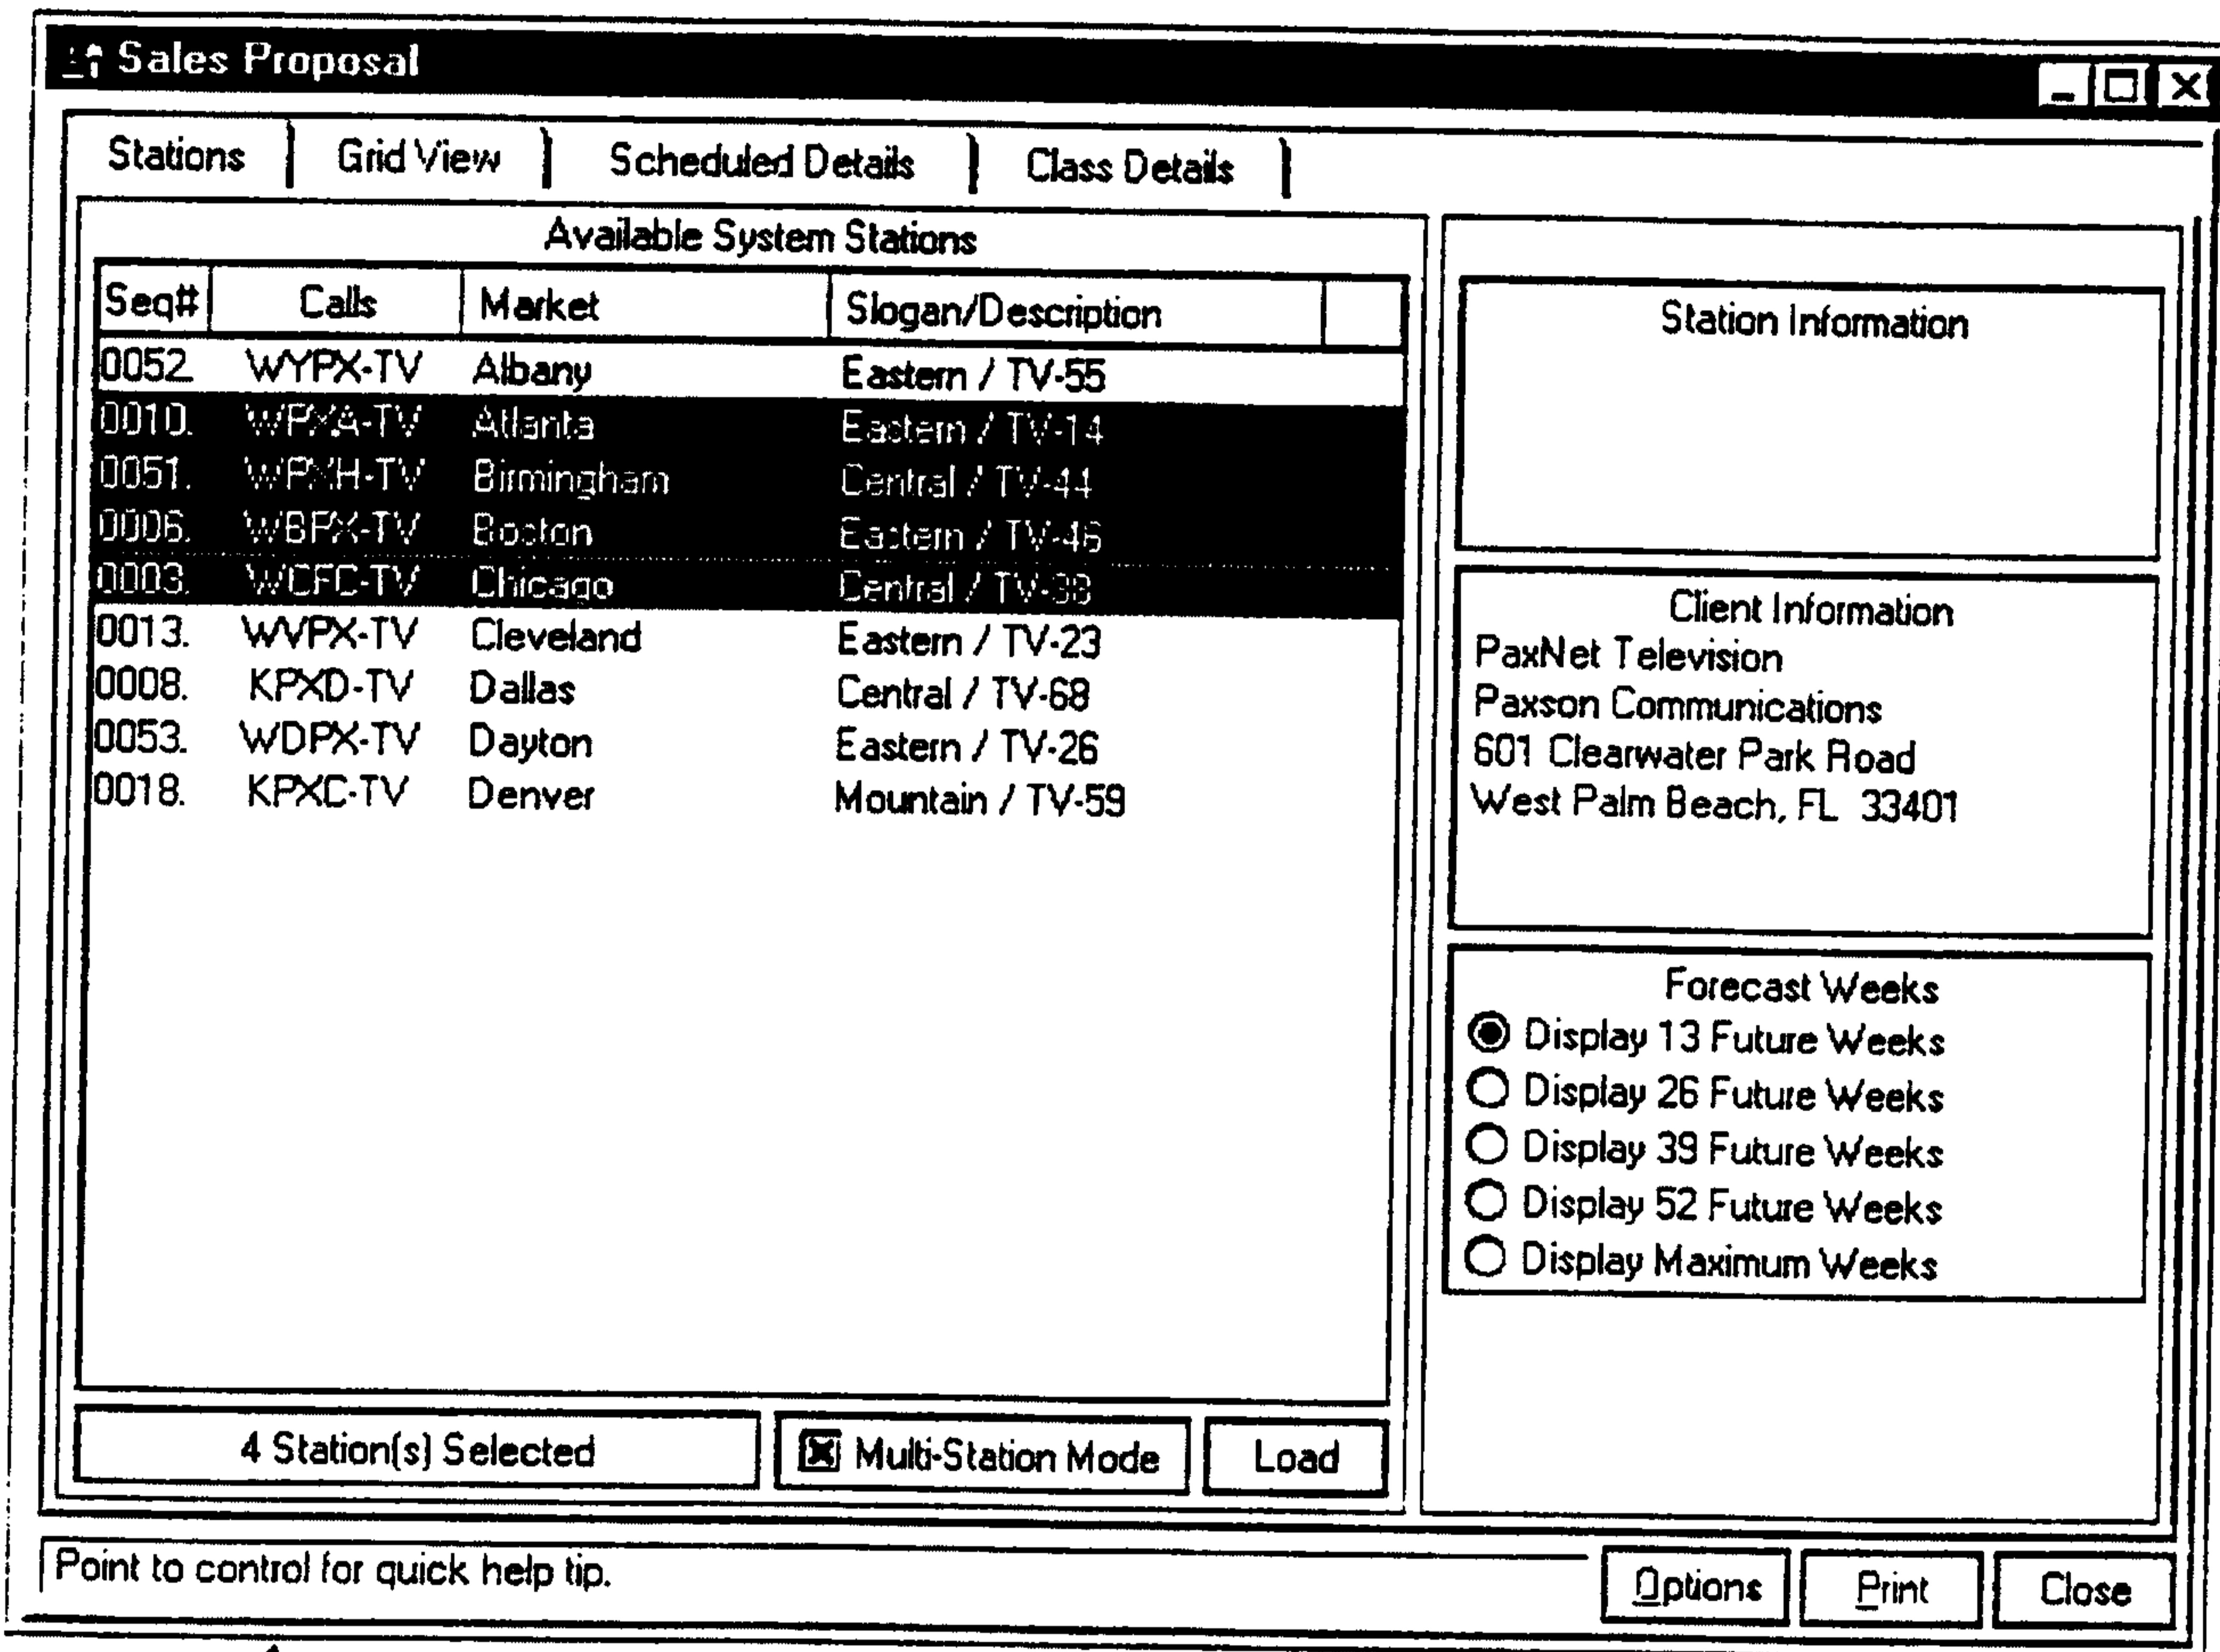 Sales Proposal
Stations Grid View Scheduled Details Class Details
Available System Stations
Seq# Calls Market Slogan/Description
0052. WYPX-TV Albany Eastern / TV-55
0010. WPXA-TV Atlanta Eastern / TV-14
0051. WPXH-TV Birmingham Central / TV-44
0006. WBPX-TV Boston Eastern / TV-46
0003. WCFC-TV Chicago Central / TV-38
0013. WVPX-TV Cleveland Eastern / TV-23
0008. KPXD-TV Dallas Central / TV-68
0053. WDPX-TV Dayton Eastern / TV-26
0018. KPXC-TV Denver Mountain / TV-59
4 Station(s) Selected
Multi-Station Mode
Load
Station Information
Client Information
PaxNet Television
Paxson Communications
601 Clearwater Park Road
West Palm Beach, FL 33401
Forecast Weeks
Display 13 Future Weeks
Display 26 Future Weeks
Display 39 Future Weeks
Display 52 Future Weeks
Display Maximum Weeks
Point to control for quick help tip.
Options Print Close